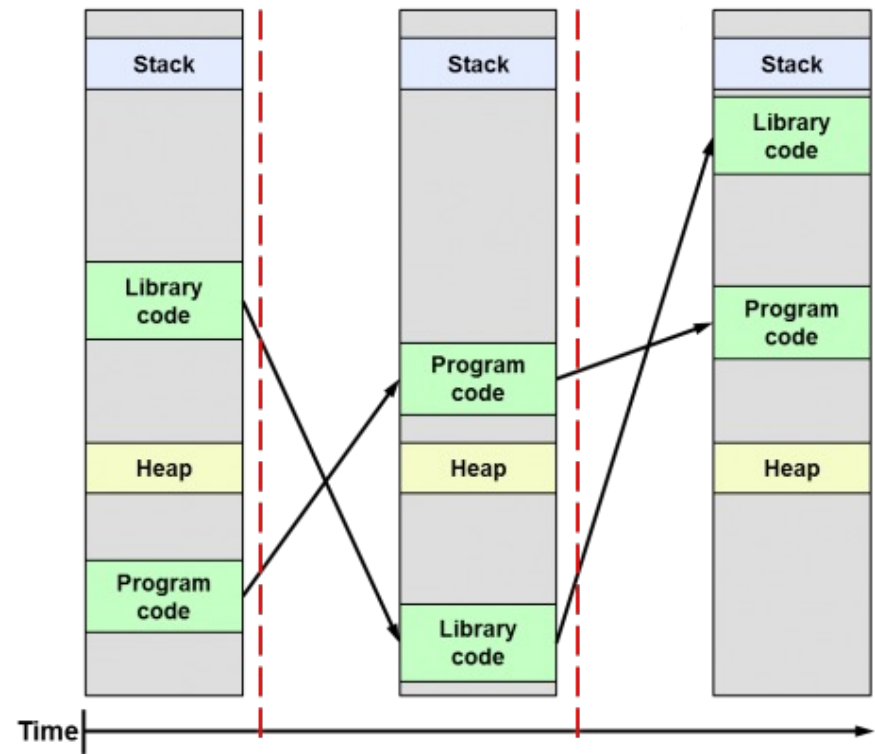 Stack
Library
code
Heap
Program
code
Stack
Program
code
Heap
Library
code
Stack
Library
code
Program
code
Heap
Time